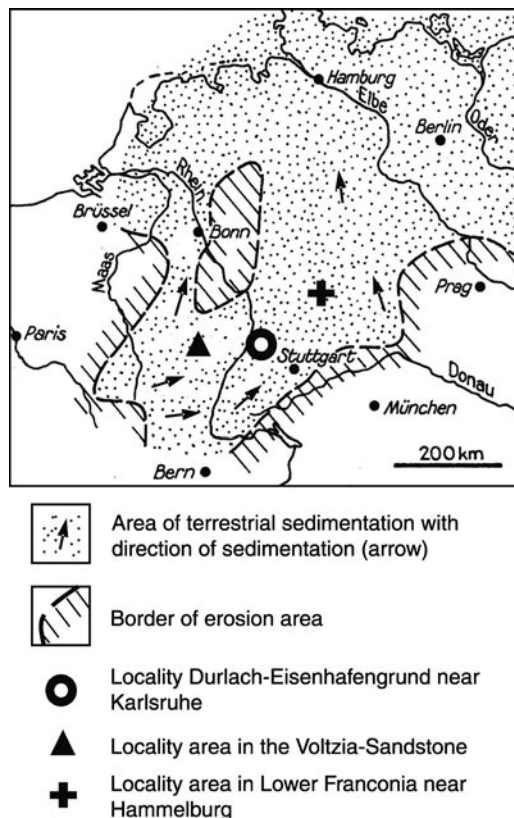 Hamburg
Elbe
Oder
Berlin
Rhein
Brüssel
Bonn
Maas
Prag
Paris
Stuttgart
Donau
München
Bern
200 km
Area of terrestrial sedimentation with
direction of sedimentation (arrow)
Border of erosion area
Locality Durlach-Eisenhafengrund near
Karlsruhe
Locality area in the Voltzia-Sandstone
Locality area in Lower Franconia near
Hammelburg